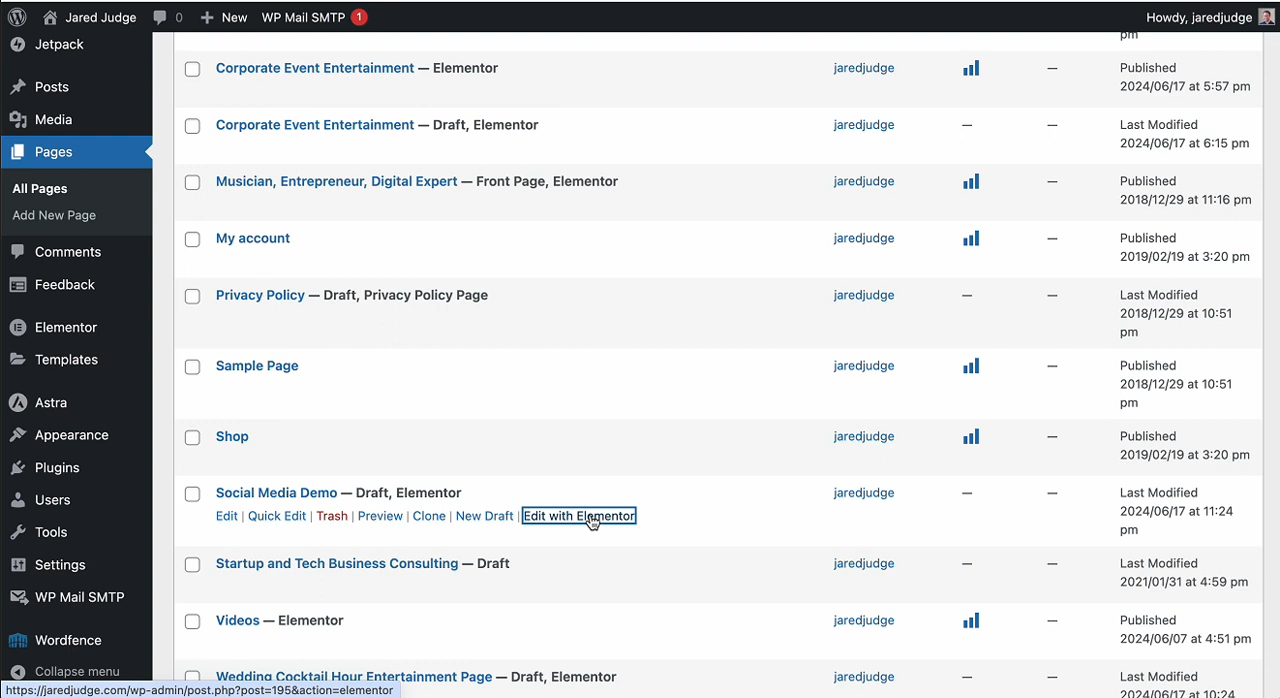 Jared Judge 0 New WP Mail SMTP 1 Howdy, jaredjudge
Jetpack
Posts
Media
Pages
All Pages
Add New Page
Comments
Feedback
Elementor
Templates
Astra
Appearance
Plugins
Users
Tools
Settings
WP Mail SMTP
Wordfence
Collapse menu
pm
Corporate Event Entertainment — Elementor jaredjudge — Published
2024/06/17 at 5:57 pm
Corporate Event Entertainment — Draft, Elementor jaredjudge — — Last Modified
2024/06/17 at 6:15 pm
Musician, Entrepreneur, Digital Expert — Front Page, Elementor jaredjudge — Published
2018/12/29 at 11:16 pm
My account jaredjudge — Published
2019/02/19 at 3:20 pm
Privacy Policy — Draft, Privacy Policy Page jaredjudge — — Last Modified
2018/12/29 at 10:51
pm
Sample Page jaredjudge — Published
2018/12/29 at 10:51
pm
Shop jaredjudge — Published
2019/02/19 at 3:20 pm
Social Media Demo — Draft, Elementor jaredjudge — — Last Modified
Edit | Quick Edit | Trash | Preview | Clone | New Draft | Edit with Elementor 2024/06/17 at 11:24
pm
Startup and Tech Business Consulting — Draft jaredjudge — — Last Modified
2021/01/31 at 4:59 pm
Videos — Elementor jaredjudge — Published
2024/06/07 at 4:51 pm
Wedding Cocktail Hour Entertainment Page — Draft, Elementor jaredjudge — — Last Modified
2024/06/17 at 10:24
https://jaredjudge.com/wp-admin/post.php?post=195&action=elementor